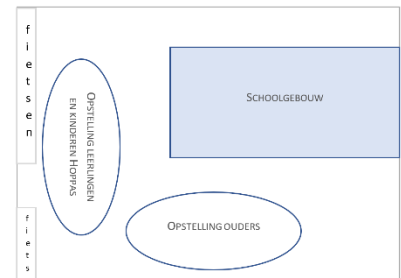 fietsen
OPSTELLING LEERLINGEN
EN KINDEREN HOPPAS
SCHOOLGEBOUW
OPSTELLING OUDERS
fiets